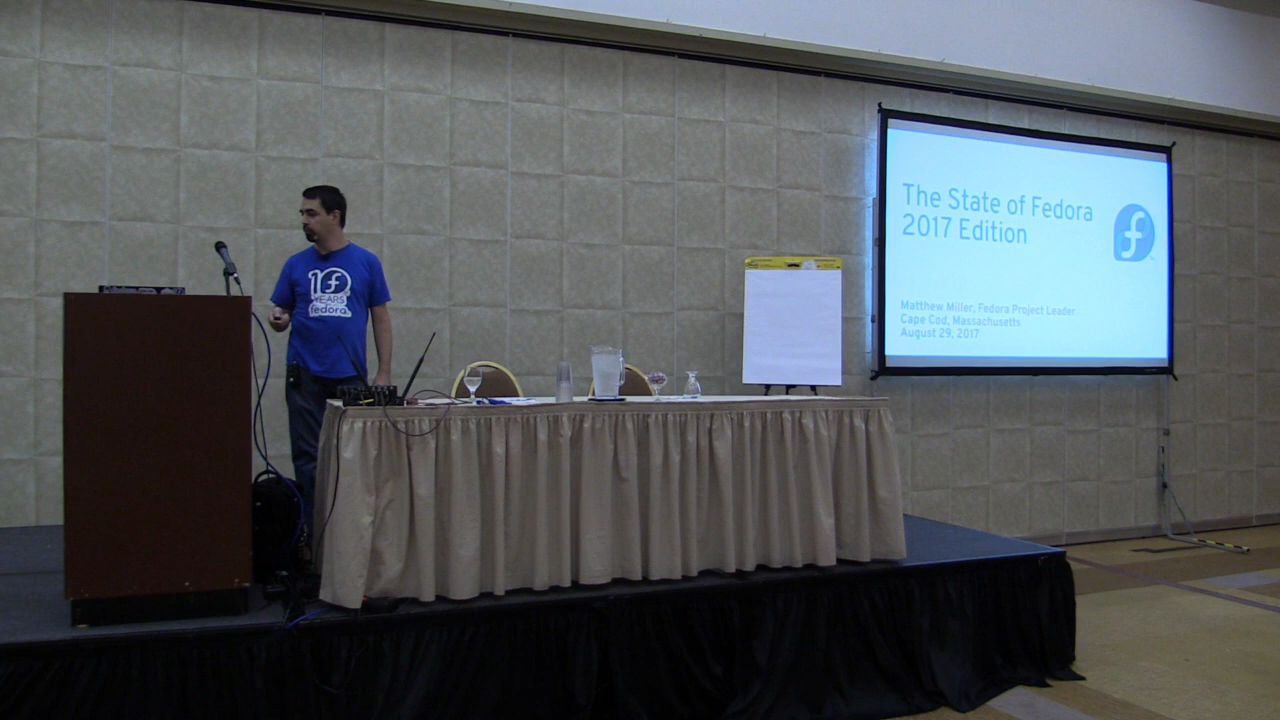 10
YEARS
fedora
The State of Fedora
2017 Edition
Matthew Miller, Fedora Project Leader
Cape Cod, Massachusetts
August 29, 2017